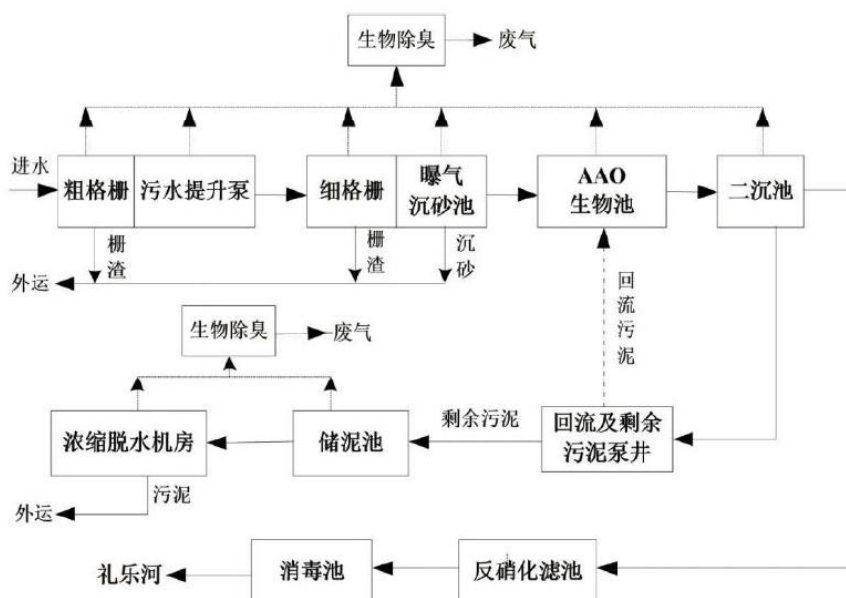 生物除臭
废气
进水
粗格栅
污水提升泵
细格栅
曝气
沉砂池
AAO
生物池
二沉池
栅渣
栅渣
沉砂
外运
回流污泥
生物除臭
废气
浓缩脱水机房
储泥池
剩余污泥
回流及剩余
污泥泵井
污泥
外运
礼乐河
消毒池
反硝化滤池